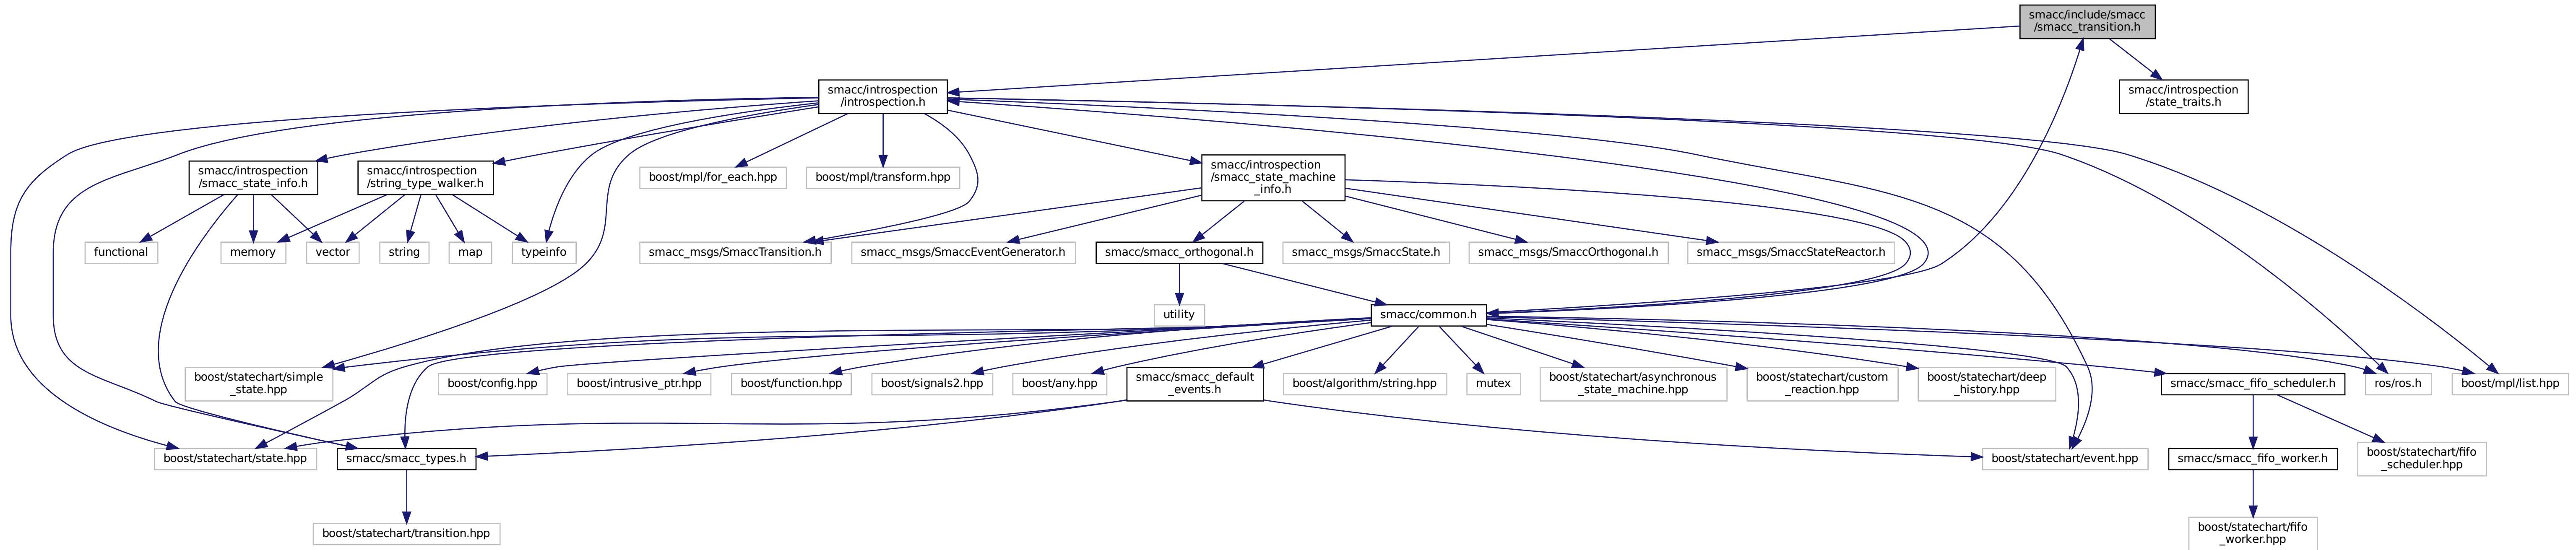 smacc/include/smacc
/smacc_transition.h
smacc/introspection
/introspection.h
smacc/introspection
/state_traits.h
smacc/introspection
/smacc_state_info.h
smacc/introspection
/string_type_walker.h
boost/mpl/for_each.hpp
boost/mpl/transform.hpp
smacc/introspection
/smacc_state_machine
_info.h
functional
memory
vector
string
map
typeinfo
smacc_msgs/SmaccTransition.h
smacc_msgs/SmaccEventGenerator.h
smacc/smacc_orthogonal.h
smacc_msgs/SmaccState.h
smacc_msgs/SmaccOrthogonal.h
smacc_msgs/SmaccStateReactor.h
utility
smacc/common.h
boost/statechart/simple
_state.hpp
boost/config.hpp
boost/intrusive_ptr.hpp
boost/function.hpp
boost/signals2.hpp
boost/any.hpp
smacc/smacc_default
_events.h
boost/algorithm/string.hpp
mutex
boost/statechart/asynchronous
_state_machine.hpp
boost/statechart/custom
_reaction.hpp
boost/statechart/deep
_history.hpp
smacc/smacc_fifo_scheduler.h
ros/ros.h
boost/mpl/list.hpp
boost/statechart/state.hpp
smacc/smacc_types.h
boost/statechart/event.hpp
smacc/smacc_fifo_worker.h
boost/statechart/fifo
_scheduler.hpp
boost/statechart/transition.hpp
boost/statechart/fifo
_worker.hpp